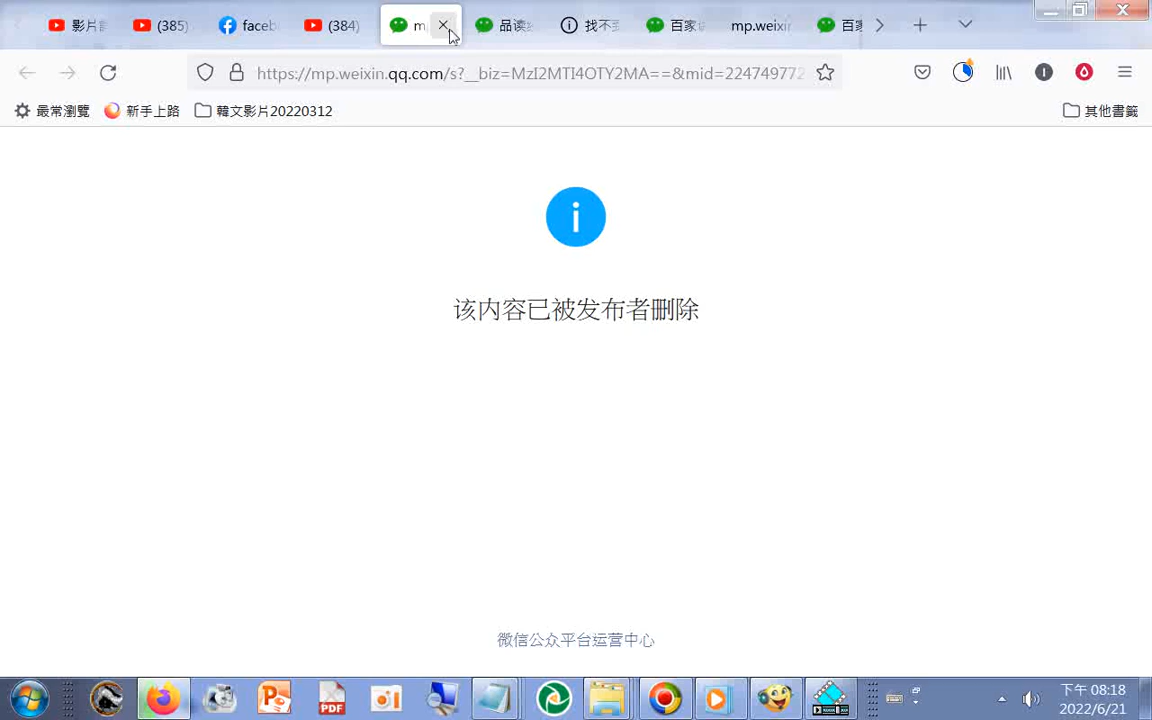 影片 (385) faceb (384) m 品读 找不 百家 mp.weixin 百家
https://mp.weixin.qq.com/s?__biz=MzI2MTI4OTY2MA==&mid=224749772
最常瀏覽 新手上路 韓文影片20220312 其他書籤
该内容已被发布者删除
微信公众平台运营中心
下午 08:18
2022/6/21